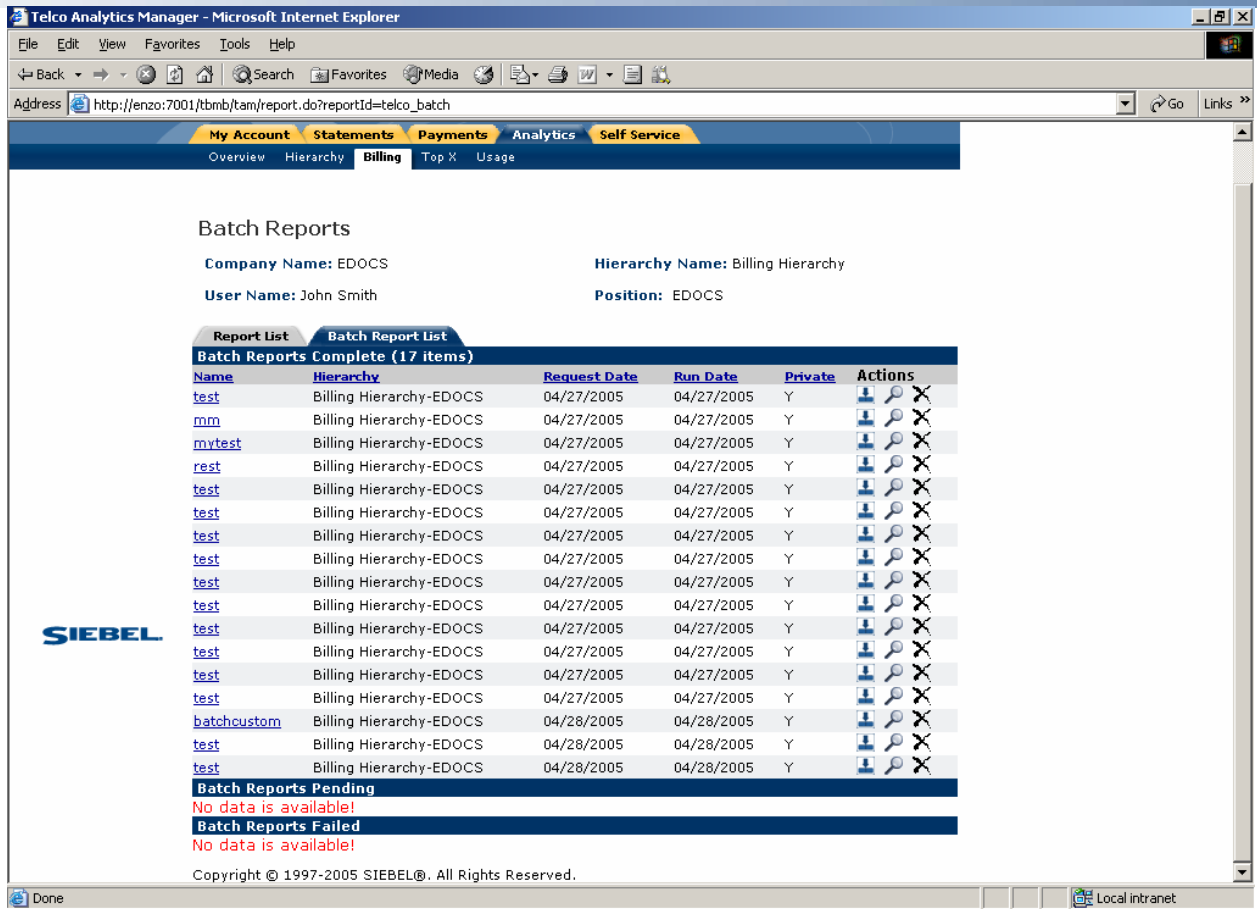 Telco Analytics Manager - Microsoft Internet Explorer
File Edit View Favorites Tools Help
Back Search Favorites Media
Address http://enzo:7001/tbmb/tam/report.do?reportId=telco_batch Go Links »
My Account Statements Payments Analytics Self Service
Overview Hierarchy Billing Top X Usage
Batch Reports
Company Name: EDOCS Hierarchy Name: Billing Hierarchy
User Name: John Smith Position: EDOCS
Report List Batch Report List
Batch Reports Complete (17 items)
Name Hierarchy Request Date Run Date Private Actions
test Billing Hierarchy-EDOCS 04/27/2005 04/27/2005 Y
mm Billing Hierarchy-EDOCS 04/27/2005 04/27/2005 Y
mytest Billing Hierarchy-EDOCS 04/27/2005 04/27/2005 Y
rest Billing Hierarchy-EDOCS 04/27/2005 04/27/2005 Y
test Billing Hierarchy-EDOCS 04/27/2005 04/27/2005 Y
test Billing Hierarchy-EDOCS 04/27/2005 04/27/2005 Y
test Billing Hierarchy-EDOCS 04/27/2005 04/27/2005 Y
test Billing Hierarchy-EDOCS 04/27/2005 04/27/2005 Y
test Billing Hierarchy-EDOCS 04/27/2005 04/27/2005 Y
test Billing Hierarchy-EDOCS 04/27/2005 04/27/2005 Y
SIEBEL. test Billing Hierarchy-EDOCS 04/27/2005 04/27/2005 Y
test Billing Hierarchy-EDOCS 04/27/2005 04/27/2005 Y
test Billing Hierarchy-EDOCS 04/27/2005 04/27/2005 Y
test Billing Hierarchy-EDOCS 04/27/2005 04/27/2005 Y
batchcustom Billing Hierarchy-EDOCS 04/28/2005 04/28/2005 Y
test Billing Hierarchy-EDOCS 04/28/2005 04/28/2005 Y
test Billing Hierarchy-EDOCS 04/28/2005 04/28/2005 Y
Batch Reports Pending
No data is available!
Batch Reports Failed
No data is available!
Copyright © 1997-2005 SIEBEL®. All Rights Reserved.
Done Local intranet